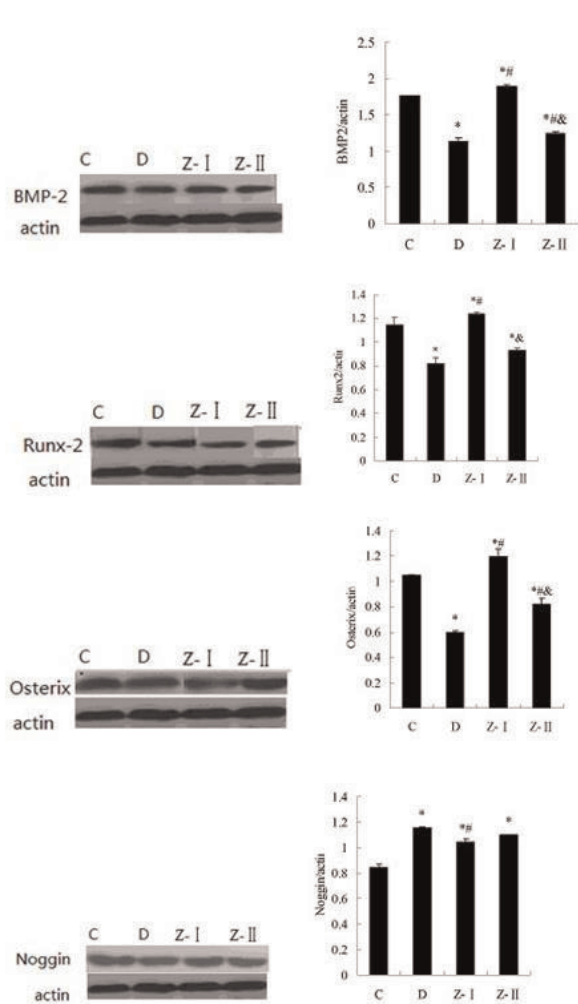 C D Z-Ⅰ Z-Ⅱ
BMP-2
actin
2.5
2
1.5
1
0.5
0
BMP2/actin
* *# *#&
C D Z-Ⅰ Z-Ⅱ
C D Z-Ⅰ Z-Ⅱ
Runx-2
actin
1.4
1.2
1
0.8
0.6
0.4
0.2
0
Runx2/actin
* *# *&
C D Z-Ⅰ Z-Ⅱ
C D Z-Ⅰ Z-Ⅱ
Osterix
actin
1.4
1.2
1
0.8
0.6
0.4
0.2
0
Osterix/actin
* *# *#&
C D Z-Ⅰ Z-Ⅱ
C D Z-Ⅰ Z-Ⅱ
Noggin
actin
1.4
1.2
1
0.8
0.6
0.4
0.2
0
Noggin/actin
* *# *
C D Z-Ⅰ Z-Ⅱ